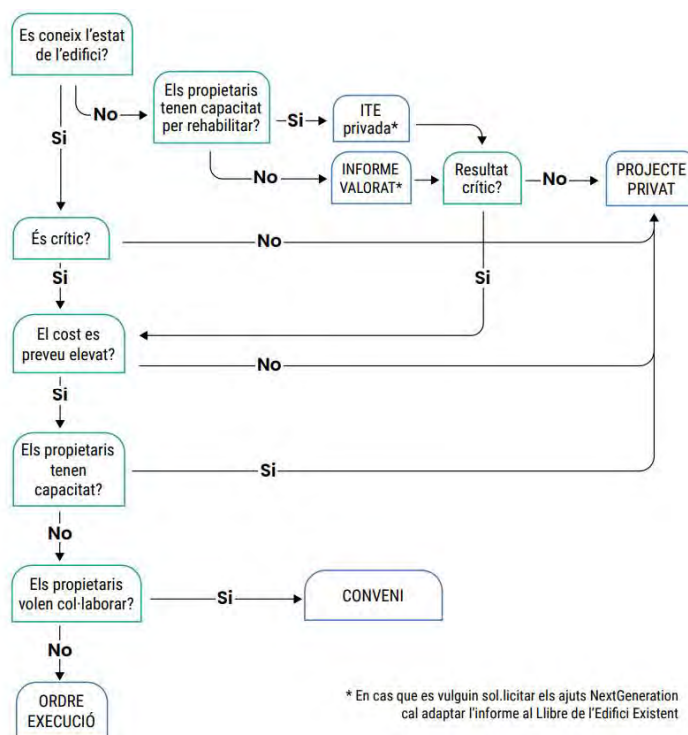 Es coneix l'estat
de l'edifici?
No
Els propietaris
tenen capacitat
per rehabilitar?
Si
ITE
privada*
Si
No
INFORME
VALORAT*
Resultat
crític?
No
PROJECTE
PRIVAT
És crític?
No
Si
Si
El cost es
preveu elevat?
No
Si
Els propietaris
tenen
capacitat?
Si
No
Els propietaris
volen col·laborar?
Si
CONVENI
No
ORDRE
EXECUCIÓ
* En cas que es vulguin sol.licitar els ajuts NextGeneration
cal adaptar l'informe al Llibre de l'Edifici Existent